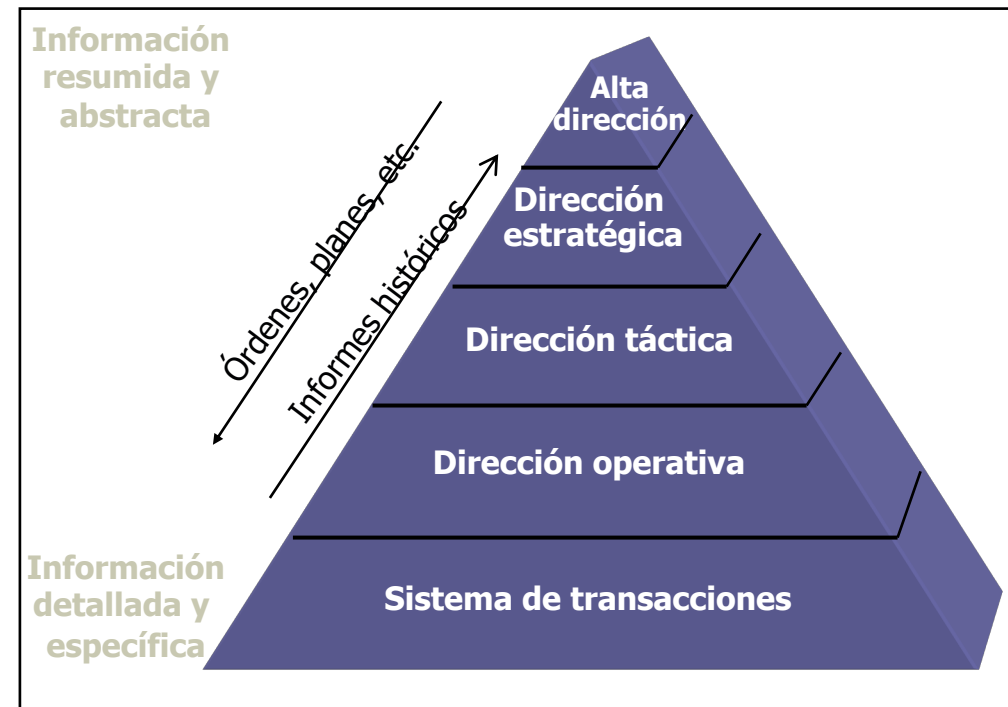 Información
resumida y
abstracta
Alta
dirección
Órdenes, planes, etc.
Informes históricos
Dirección
estratégica
Dirección táctica
Dirección operativa
Información
detallada y
específica
Sistema de transacciones